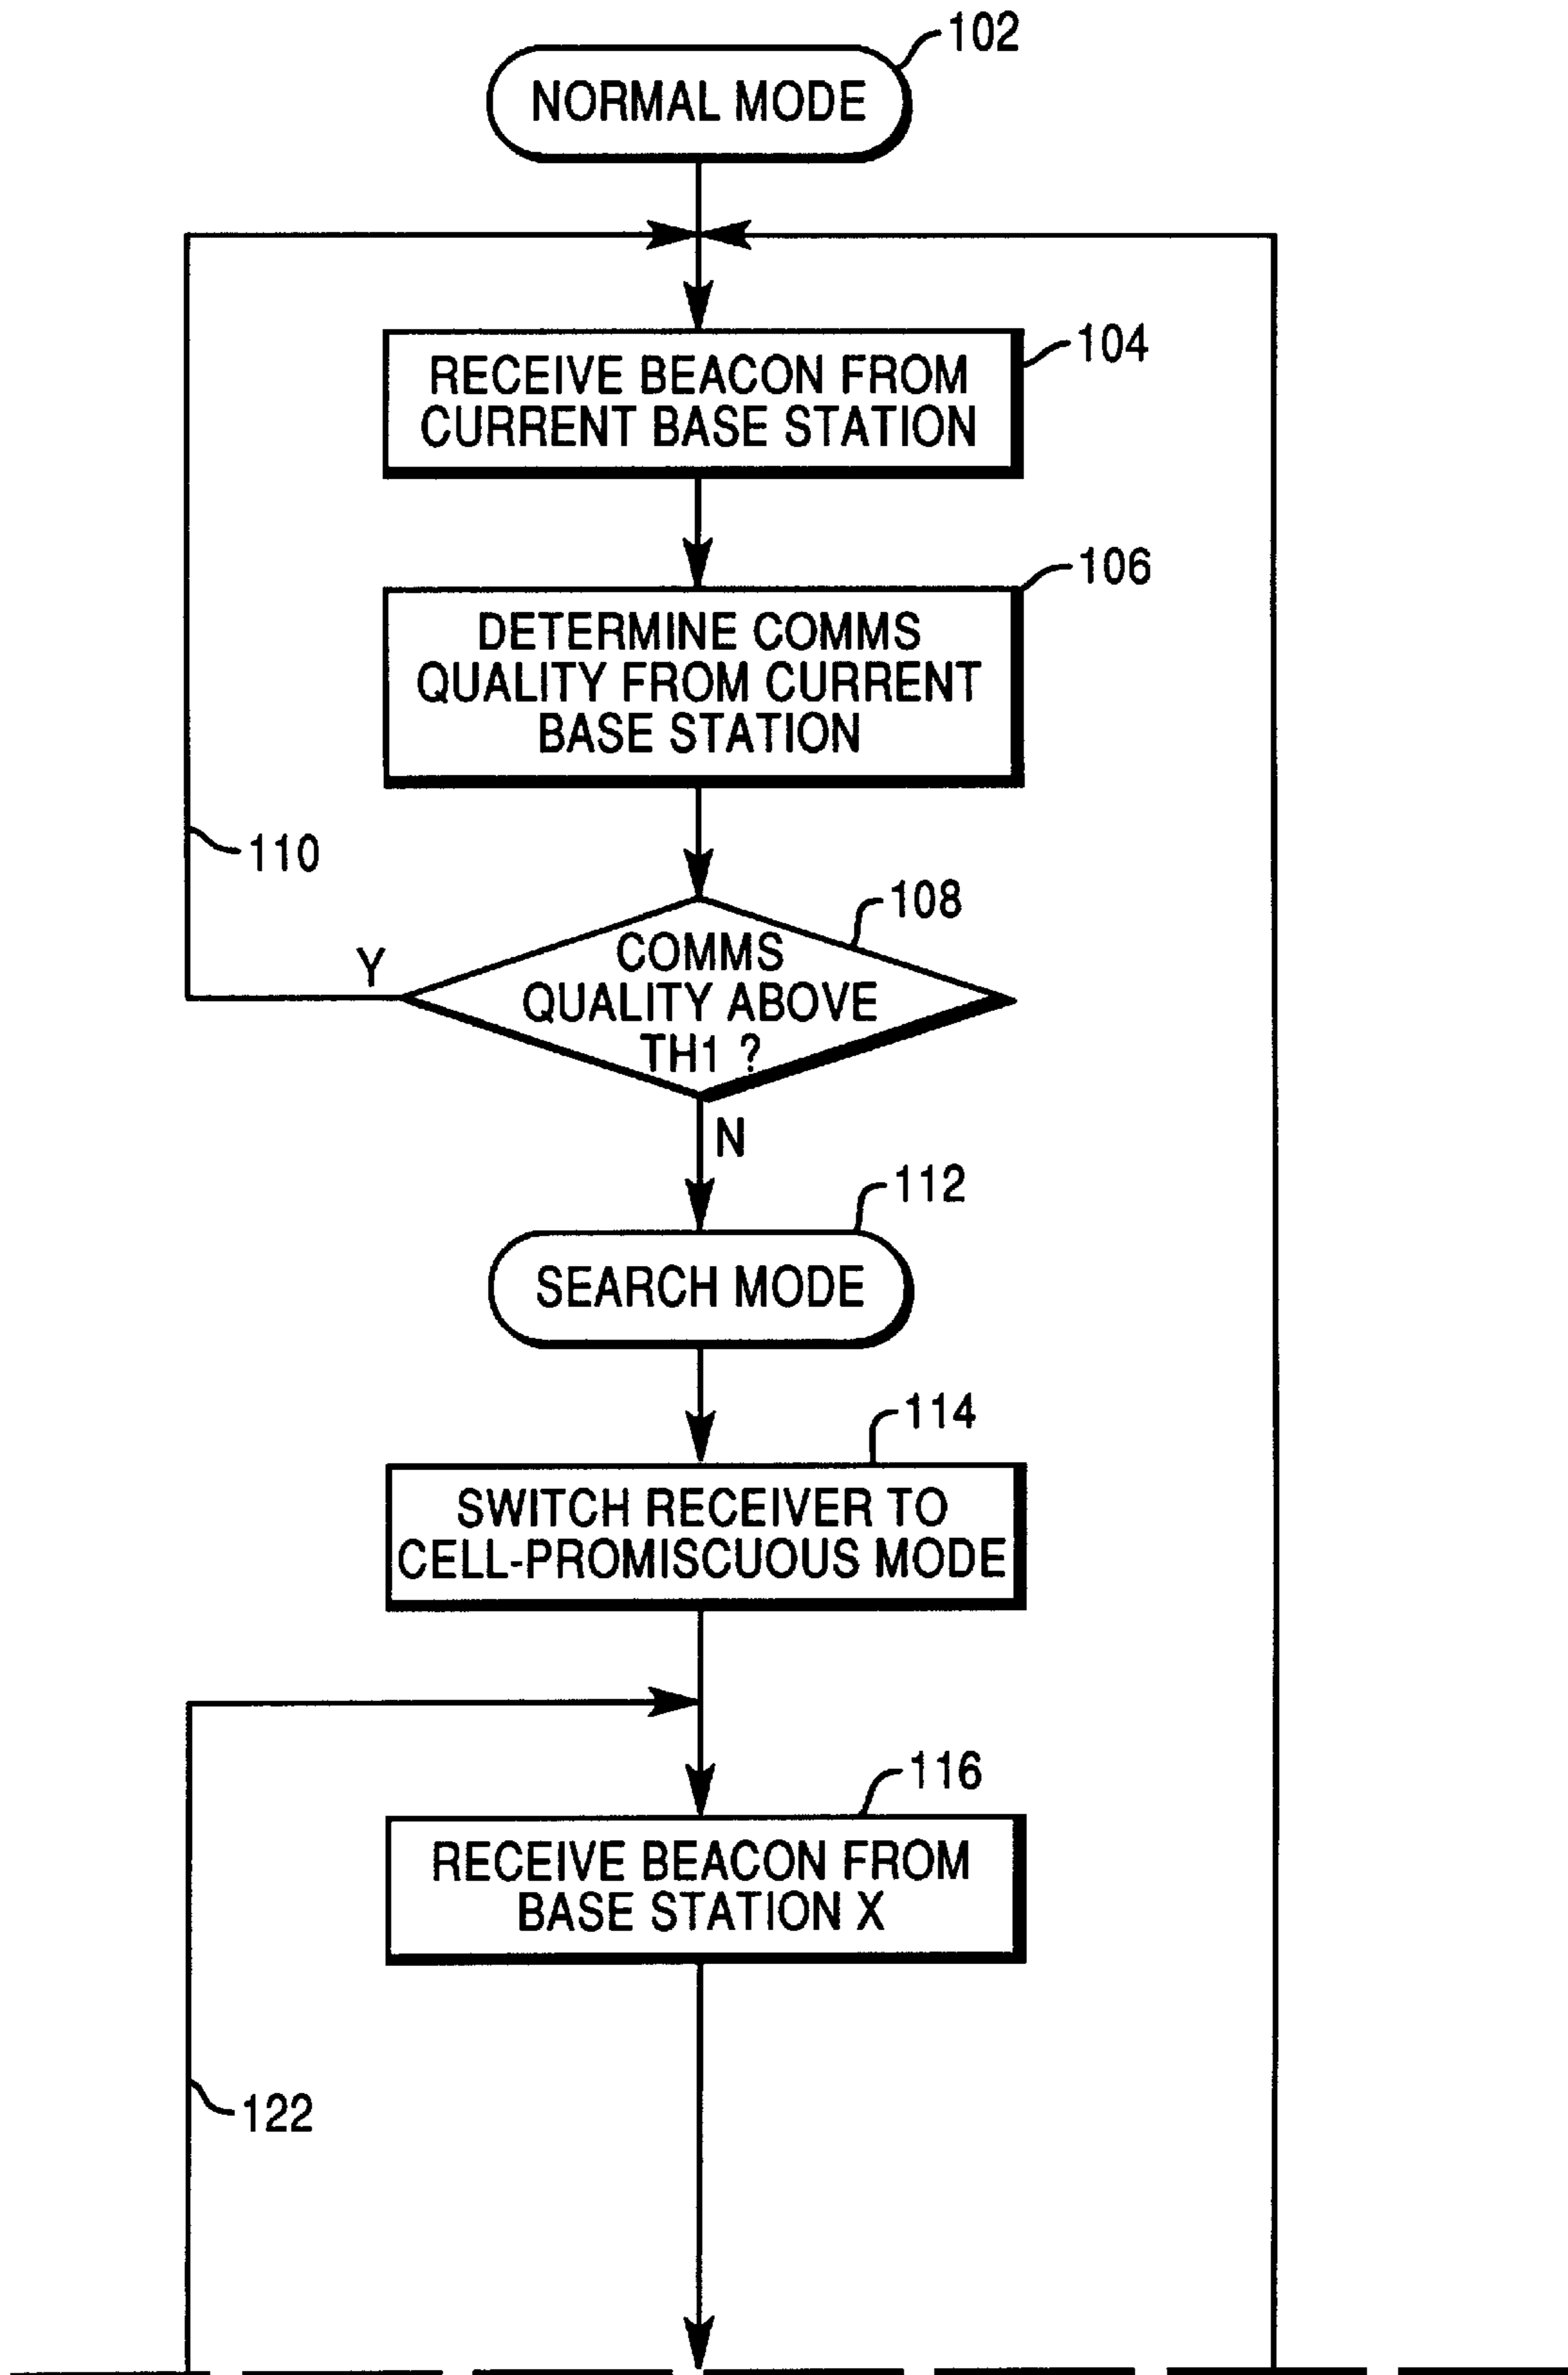 102
NORMAL MODE
104
RECEIVE BEACON FROM
CURRENT BASE STATION
106
DETERMINE COMMS
QUALITY FROM CURRENT
BASE STATION
110
108
Y
COMMS
QUALITY ABOVE
TH1 ?
N
112
SEARCH MODE
114
SWITCH RECEIVER TO
CELL-PROMISCUOUS MODE
116
RECEIVE BEACON FROM
BASE STATION X
122